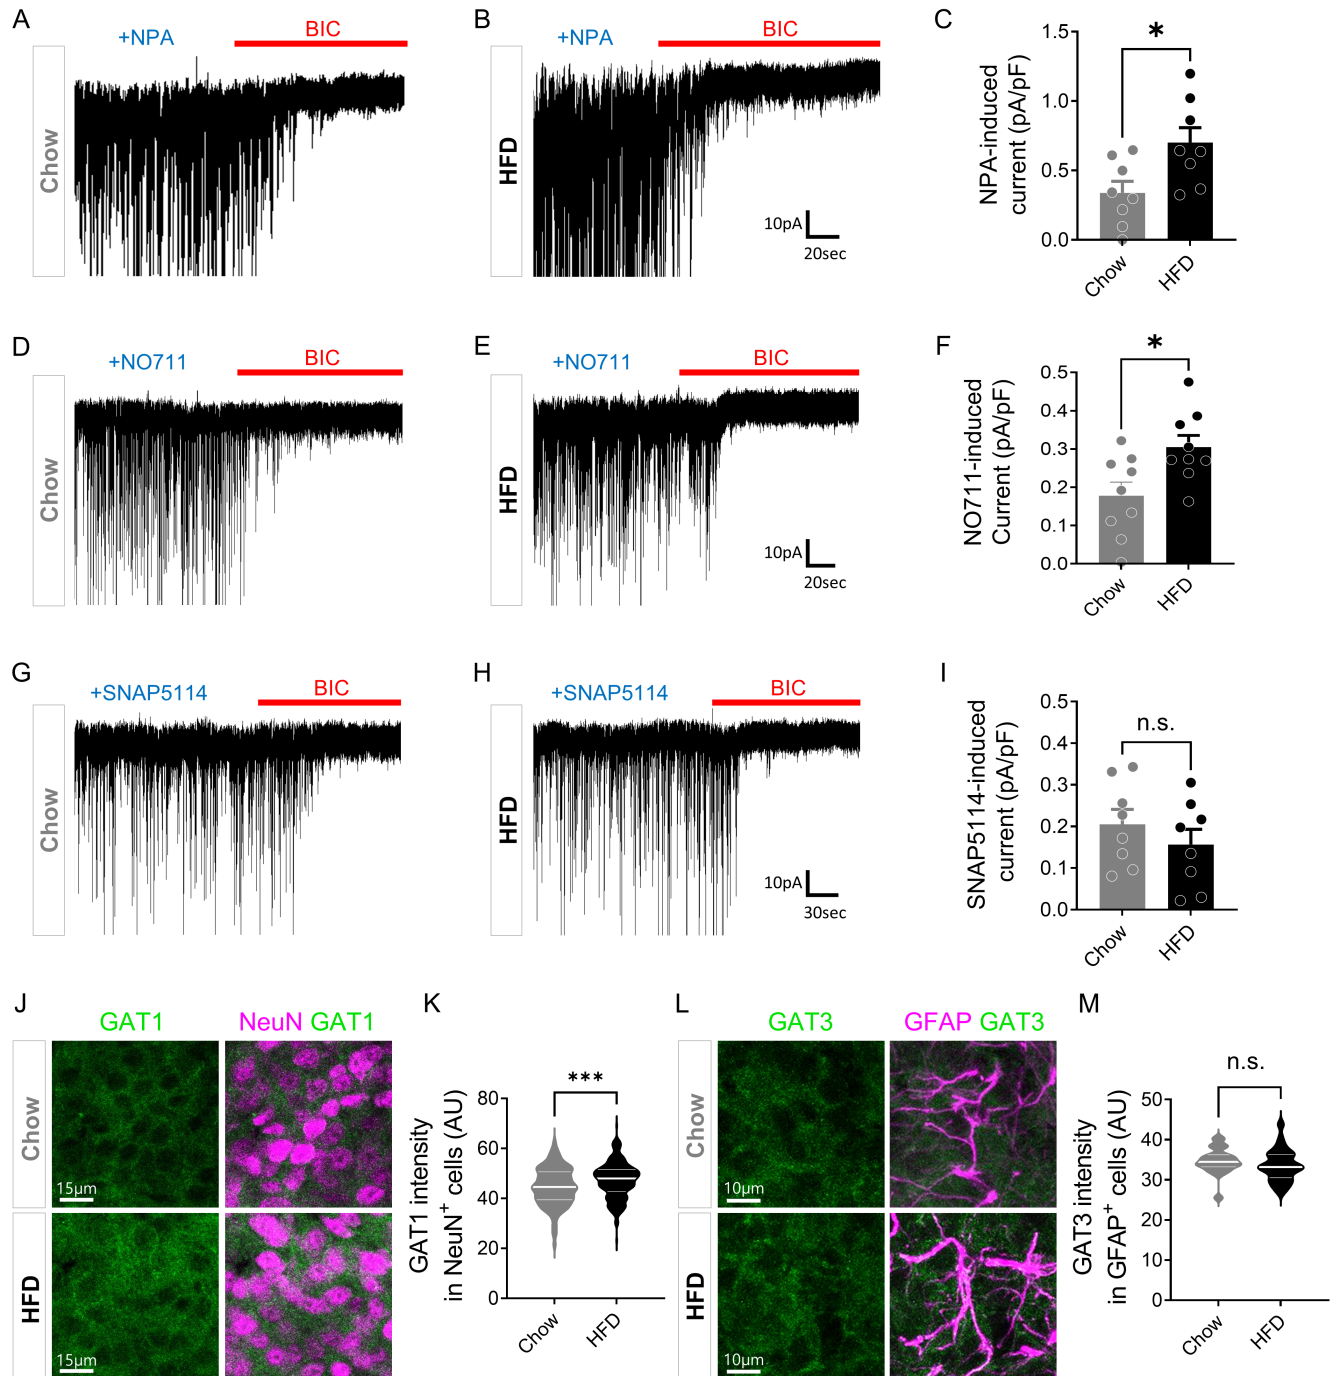 A
+NPA
BIC
Chow
B
+NPA
BIC
HFD
10pA
20sec
C
NPA-induced
current (pA/pF)
1.5
1.0
0.5
0.0
*
Chow
HFD
D
+NO711
BIC
Chow
E
+NO711
BIC
HFD
10pA
20sec
F
NO711-induced
Current (pA/pF)
0.5
0.4
0.3
0.2
0.1
0.0
*
Chow
HFD
G
+SNAP5114
BIC
Chow
H
+SNAP5114
BIC
HFD
10pA
30sec
I
SNAP5114-induced
current (pA/pF)
0.5
0.4
0.3
0.2
0.1
0.0
n.s.
Chow
HFD
J
GAT1
NeuN GAT1
Chow
15μm
HFD
15μm
K
GAT1 intensity
in NeuN⁺ cells (AU)
80
60
40
20
0
***
Chow
HFD
L
GAT3
GFAP GAT3
Chow
10μm
HFD
10μm
M
GAT3 intensity
in GFAP⁺ cells (AU)
50
40
30
20
10
0
n.s.
Chow
HFD